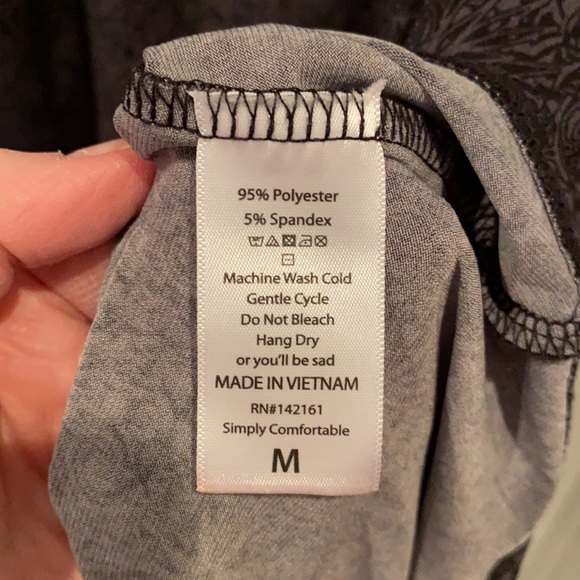 95% Polyester
5% Spandex
Machine Wash Cold
Gentle Cycle
Do Not Bleach
Hang Dry
or you'll be sad
MADE IN VIETNAM
RN#142161
Simply Comfortable
M